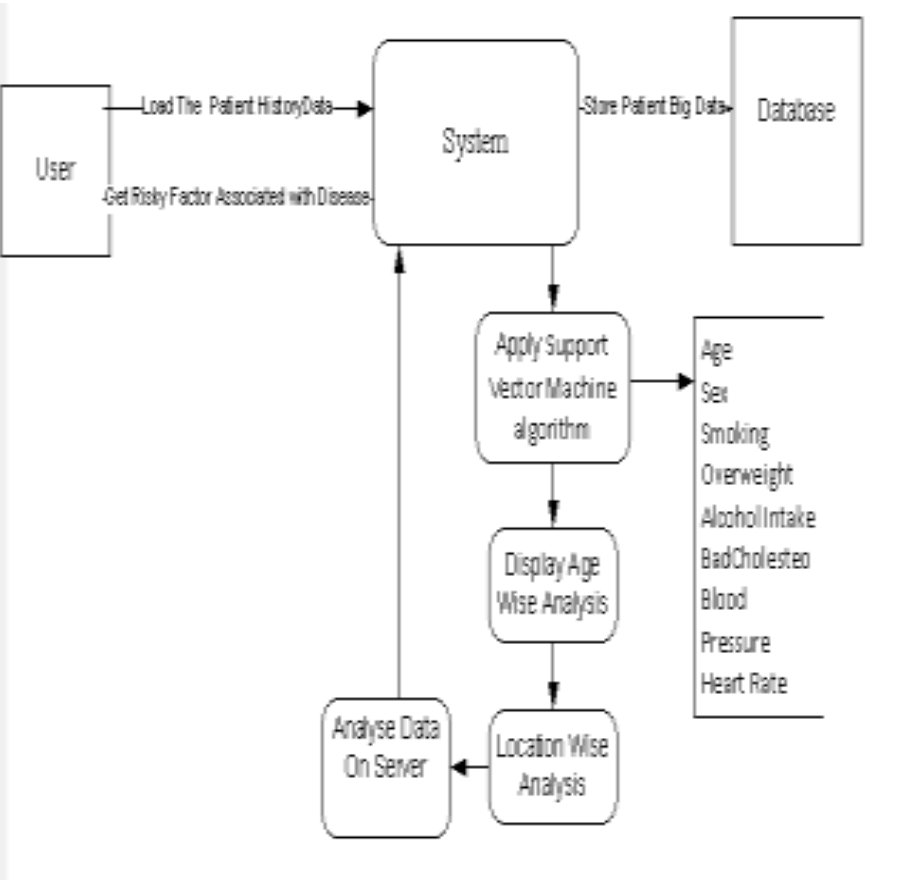 Load The Patient HistoryData
Store Patient Big Data
Database
System
User
Get Risky Factor Associated with Disease
Apply Support
Vector Machine
algorithm
Age
Sex
Smoking
Overweight
Alcohol Intake
BadCholesteo
Blood
Pressure
Heart Rate
Display Age
Wise Analysis
Analyse Data
On Server
Location Wise
Analysis